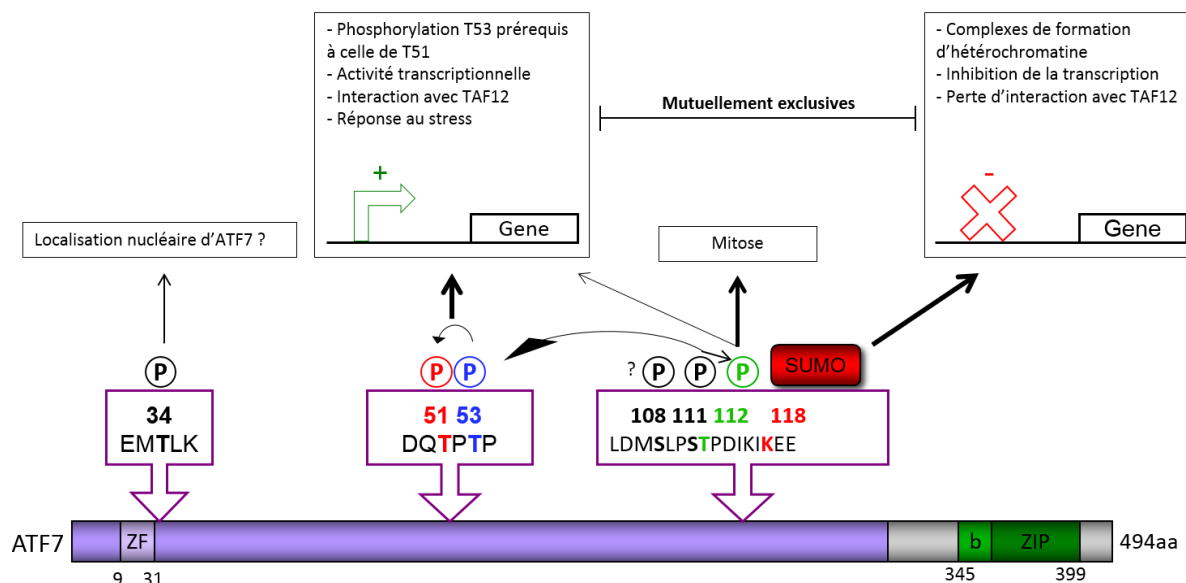 - Phosphorylation T53 prérequis
à celle de T51
- Activité transcriptionnelle
- Interaction avec TAF12
- Réponse au stress
+
Gene
Mutuellement exclusives
- Complexes de formation
d'hétérochromatine
- Inhibition de la transcription
- Perte d'interaction avec TAF12
-
Gene
Localisation nucléaire d'ATF7 ?
Mitose
P
P P
? P P P
SUMO
34
EMTLK
51 53
DQTPTP
108 111 112 118
LDMSLPSTPDIKIKEE
ATF7
ZF
b
ZIP
494aa
9 31
345 399